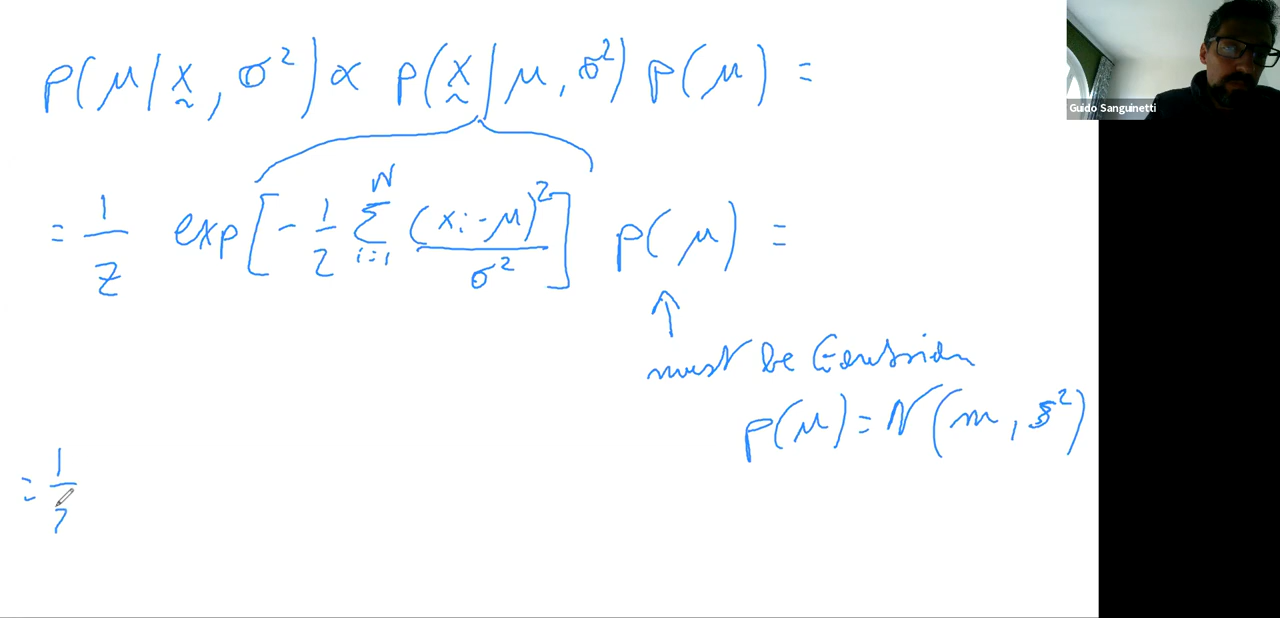 p(μ|x̰, σ²) ∝ p(x̰|μ, σ²) p(μ) =
Guido Sanguinetti
= 1/Z exp[-1/2 Σ_{i=1}^{N} (xi-μ)²/σ²] p(μ) =
↑
must be Gaussian
p(μ) = N(m, s²)
= 1/Z